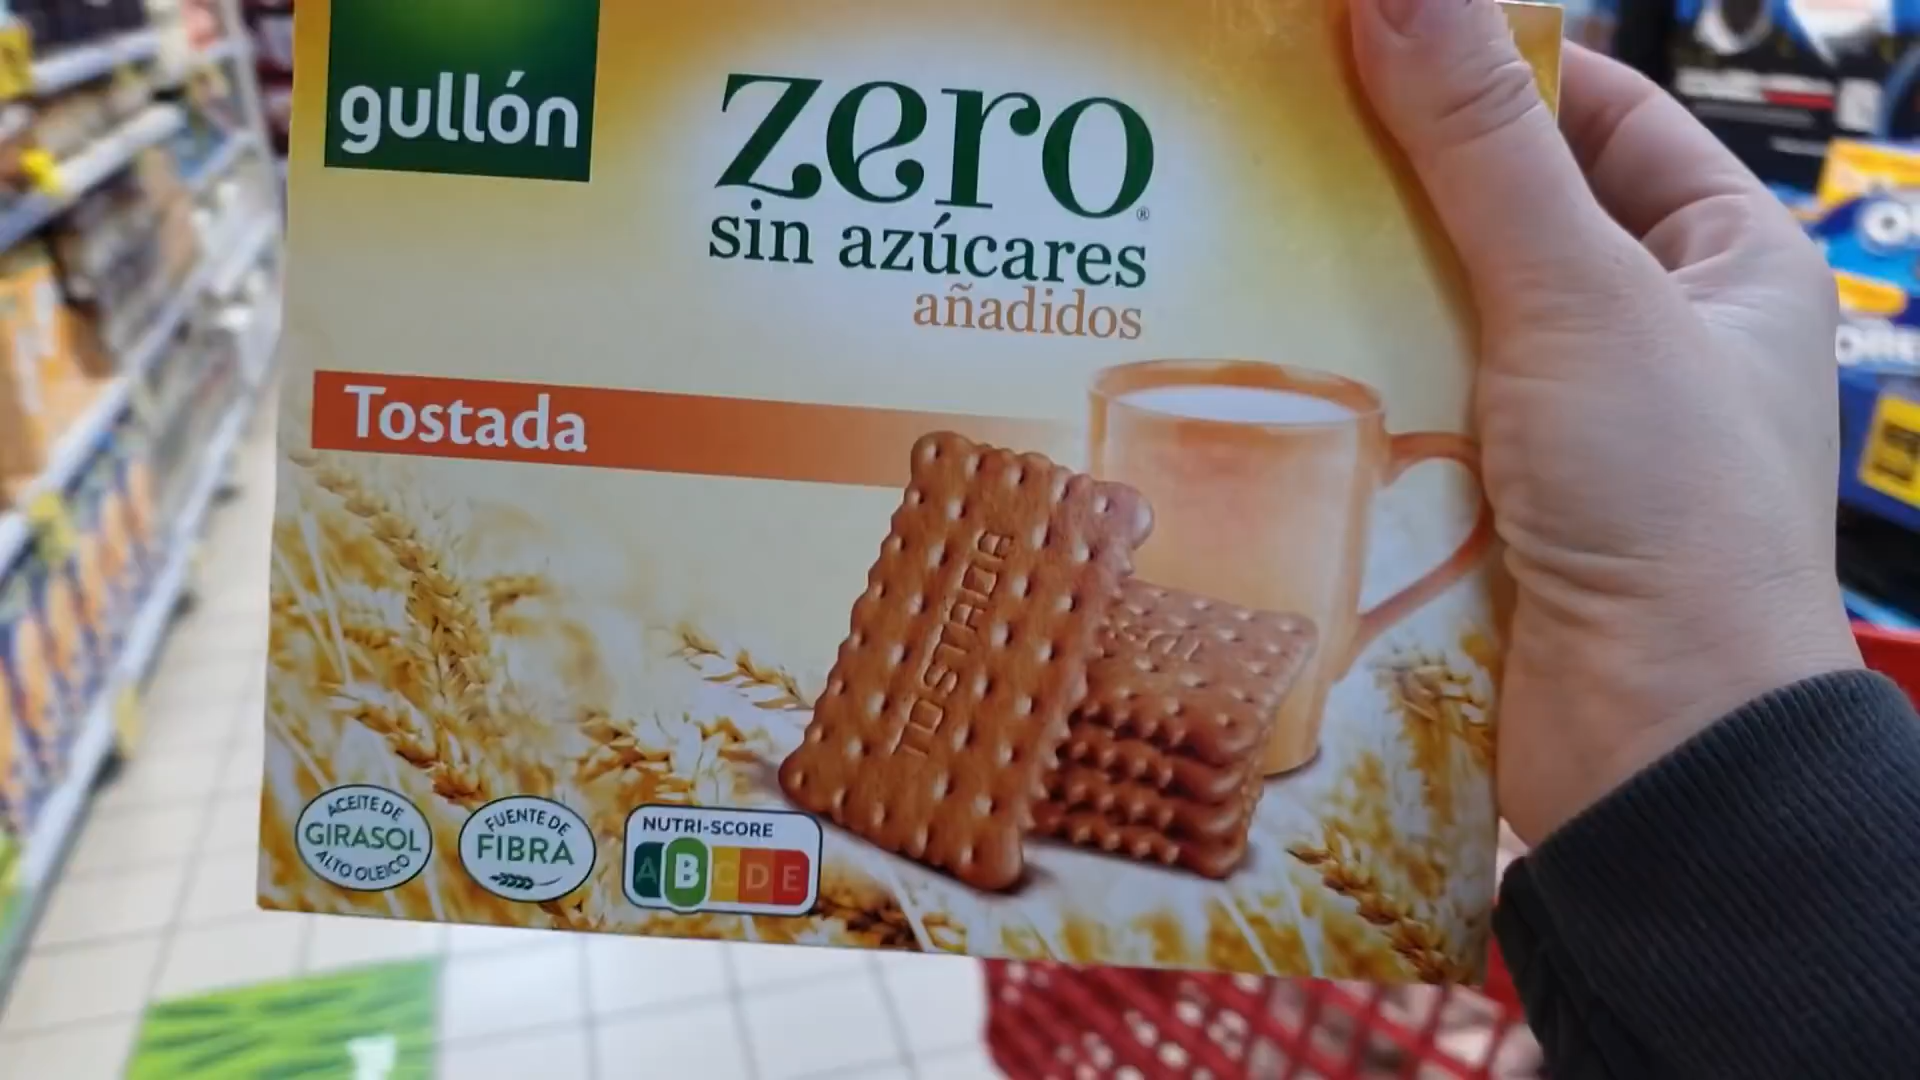 gullón
zero®
sin azúcares
añadidos
Tostada
TOSTADA
ACEITE DE
GIRASOL
ALTO OLEICO
FUENTE DE
FIBRA
NUTRI-SCORE
A B C D E